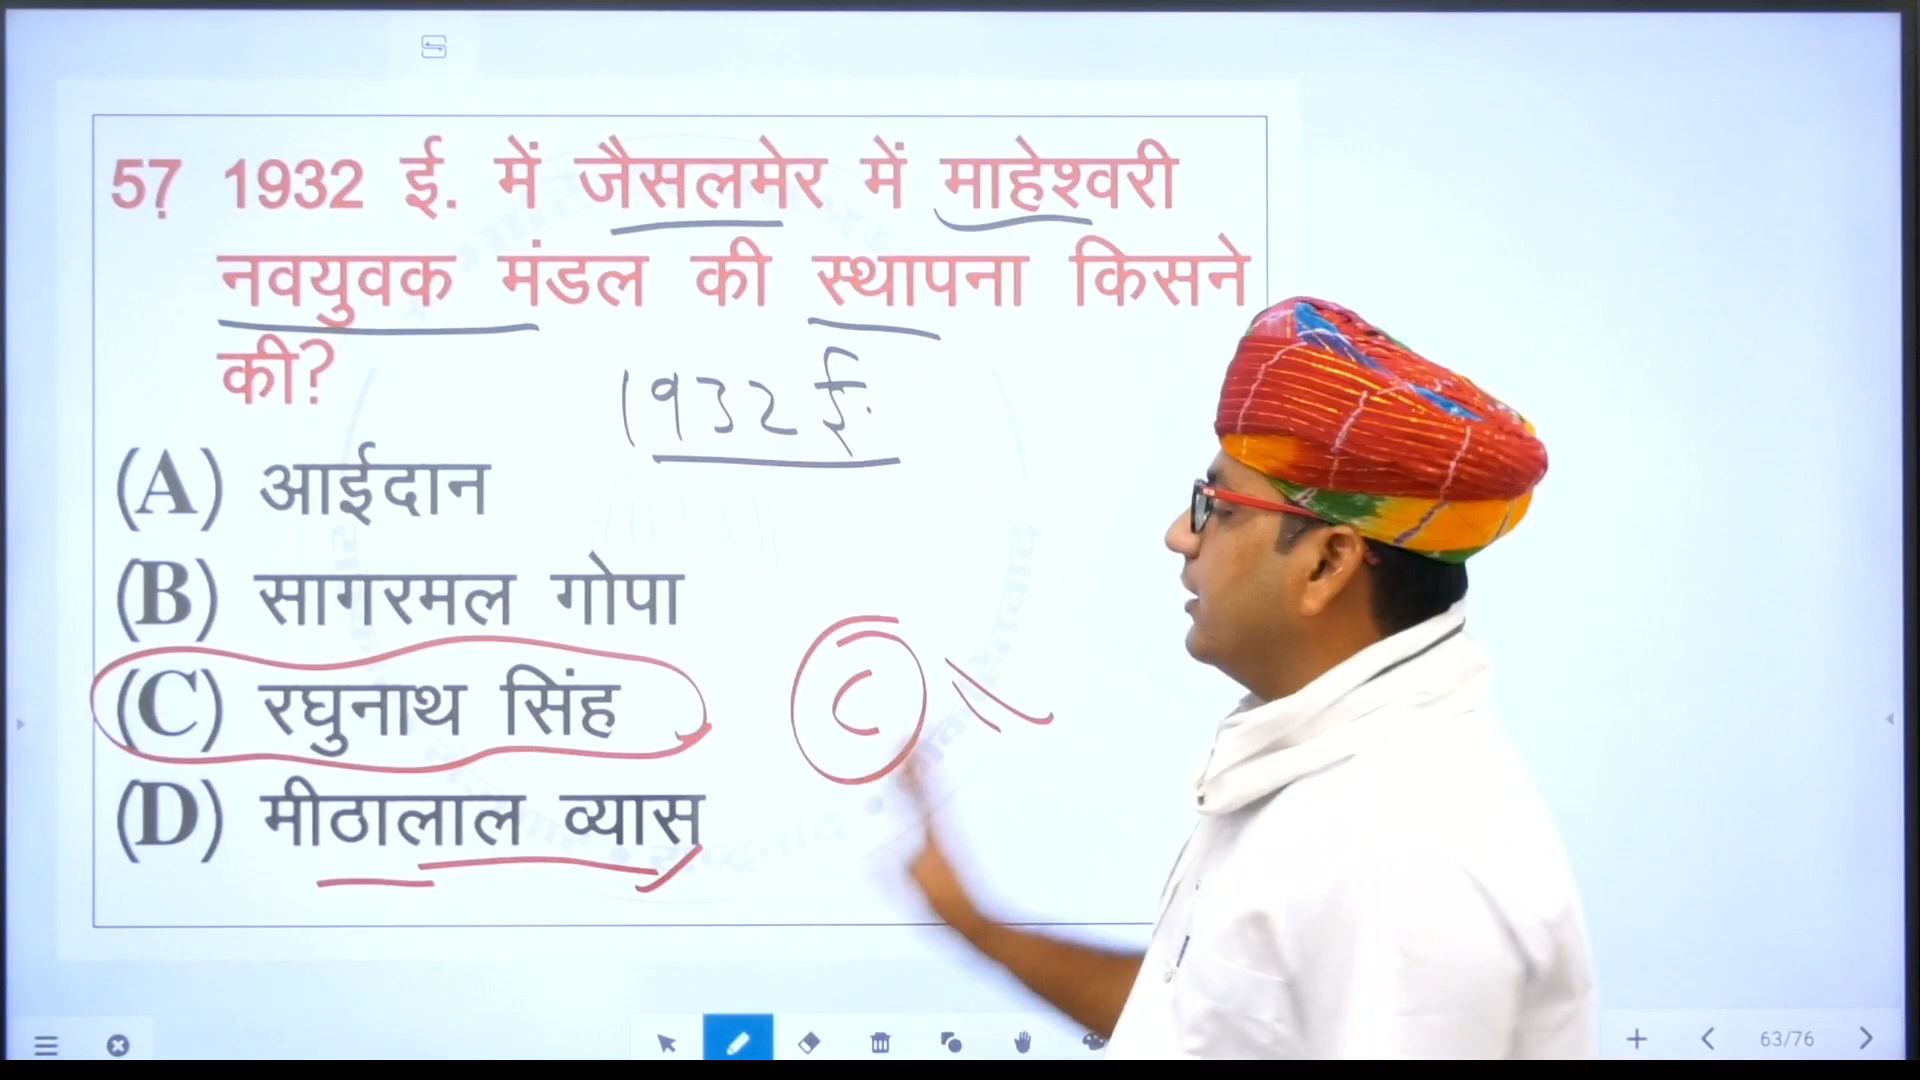 57. 1932 ई. में जैसलमेर में माहेश्वरी
नवयुवक मंडल की स्थापना किसने
की?
1932 ई.
(A) आईदान
(B) सागरमल गोपा
(C) रघुनाथ सिंह
C
(D) मीठालाल व्यास
63/76